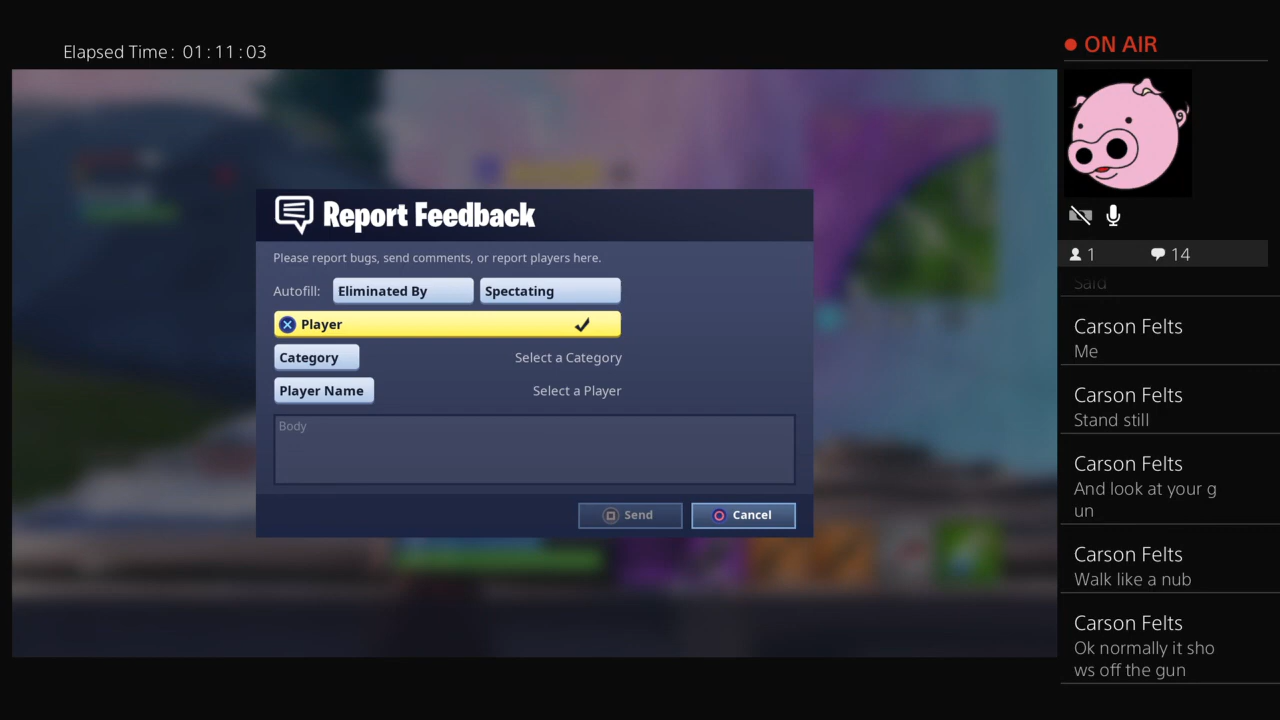 Elapsed Time: 01:11:03
ON AIR
Report Feedback
Please report bugs, send comments, or report players here.
Autofill: Eliminated By Spectating
Player
Category Select a Category
Player Name Select a Player
Body
Send Cancel
1 14
Said
Carson Felts
Me
Carson Felts
Stand still
Carson Felts
And look at your g
un
Carson Felts
Walk like a nub
Carson Felts
Ok normally it sho
ws off the gun